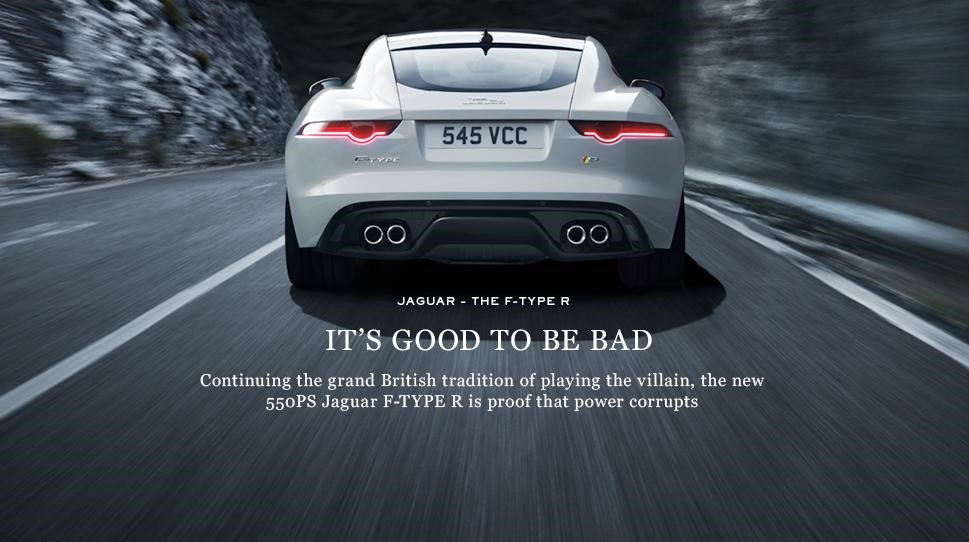 545 VCC
F-TYPE
JAGUAR - THE F-TYPE R
IT'S GOOD TO BE BAD
Continuing the grand British tradition of playing the villain, the new
550PS Jaguar F-TYPE R is proof that power corrupts